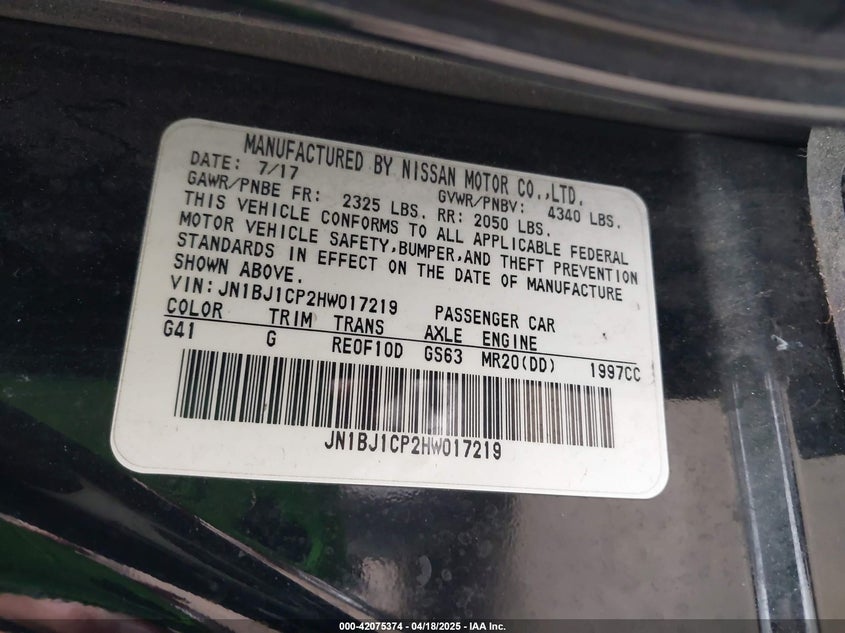 MANUFACTURED BY NISSAN MOTOR CO.,LTD.
DATE: 7/17 GVWR/PNBV: 4340 LBS.
GAWR/PNBE FR: 2325 LBS. RR: 2050 LBS.
THIS VEHICLE CONFORMS TO ALL APPLICABLE FEDERAL
MOTOR VEHICLE SAFETY,BUMPER,AND THEFT PREVENTION
STANDARDS IN EFFECT ON THE DATE OF MANUFACTURE
SHOWN ABOVE.
VIN:JN1BJ1CP2HW017219 PASSENGER CAR
COLOR TRIM TRANS AXLE ENGINE
G41 G RE0F10D GS63 MR20(DD) 1997CC
JN1BJ1CP2HW017219
000-42075374 - 04/18/2025 - IAA Inc.